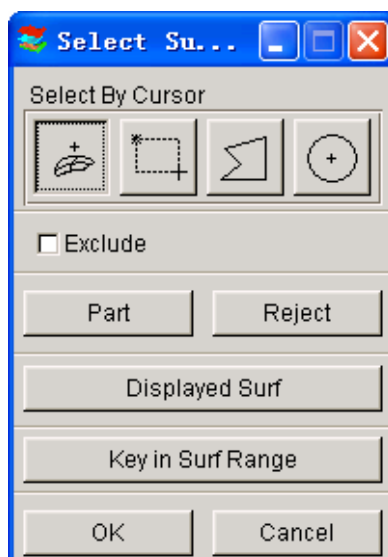 Select Su...
Select By Cursor
Exclude
Part Reject
Displayed Surf
Key in Surf Range
OK Cancel